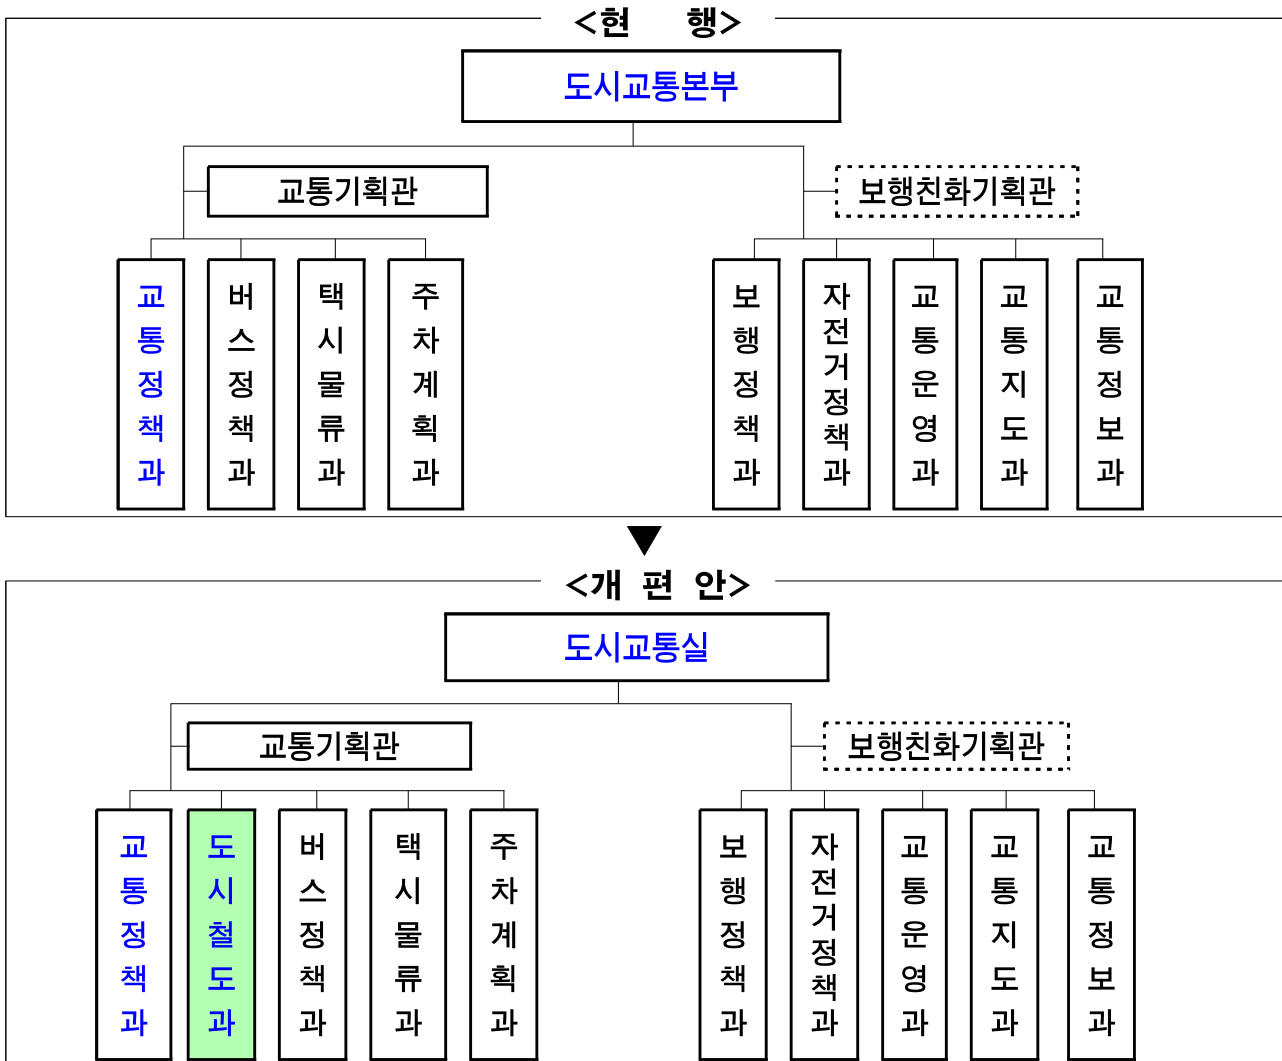 <현 행>
도시교통본부
교통기획관
보행친화기획관
교통정책과
버스정책과
택시물류과
주차계획과
보행정책과
자전거정책과
교통운영과
교통지도과
교통정보과
<개 편 안>
도시교통실
교통기획관
보행친화기획관
교통정책과
도시철도과
버스정책과
택시물류과
주차계획과
보행정책과
자전거정책과
교통운영과
교통지도과
교통정보과